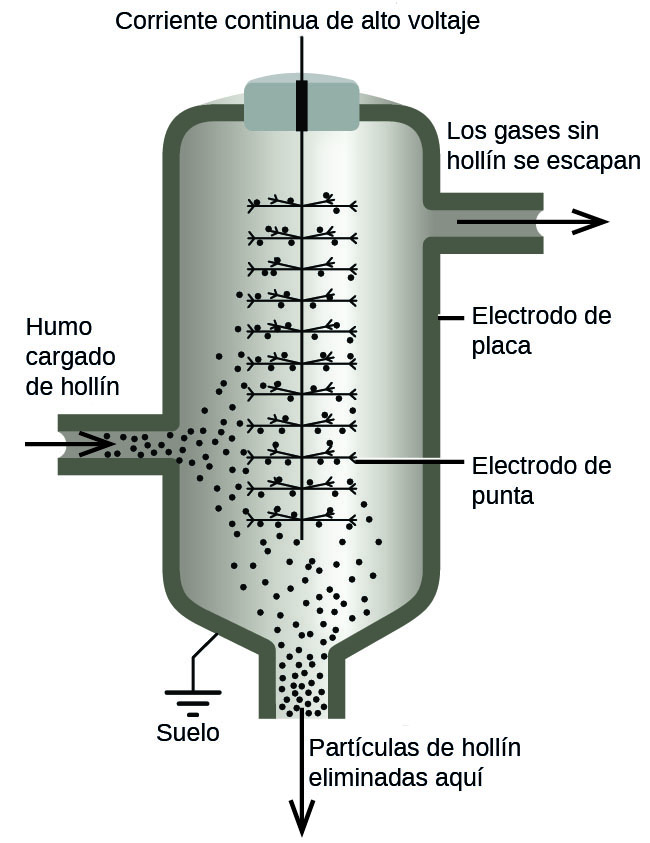 Corriente continua de alto voltaje
Los gases sin
hollín se escapan
Electrodo de
placa
Humo
cargado
de hollín
Electrodo de
punta
Suelo
Partículas de hollín
eliminadas aquí